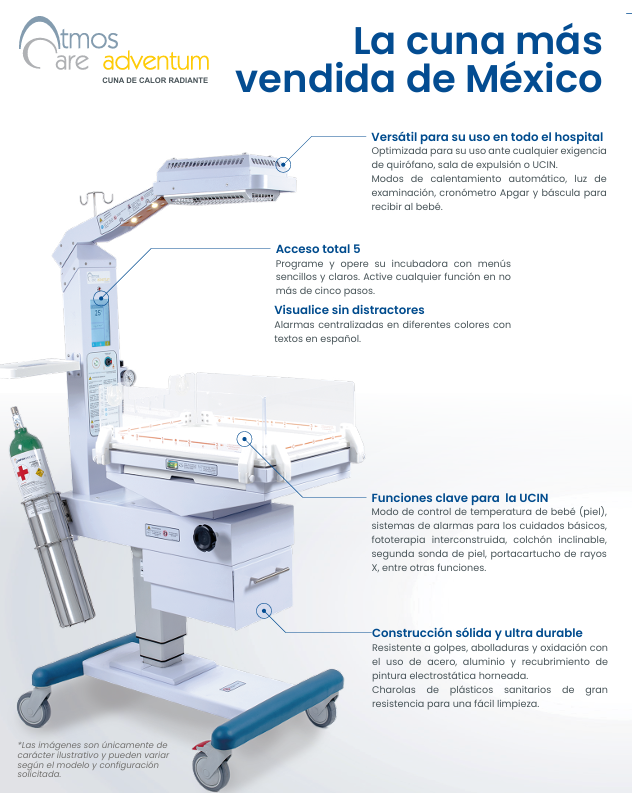 Atmos
Care adventum
CUNA DE CALOR RADIANTE
La cuna más
vendida de México
Versátil para su uso en todo el hospital
Optimizada para su uso ante cualquier exigencia
de quirófano, sala de expulsión o UCIN.
Modos de calentamiento automático, luz de
examinación, cronómetro Apgar y báscula para
recibir al bebé.
Acceso total 5
Programe y opere su incubadora con menús
sencillos y claros. Active cualquier función en no
más de cinco pasos.
Visualice sin distractores
Alarmas centralizadas en diferentes colores con
textos en español.
Funciones clave para la UCIN
Modo de control de temperatura de bebé (piel),
sistemas de alarmas para los cuidados básicos,
fototerapia interconstruida, colchón inclinable,
segunda sonda de piel, portacartucho de rayos
X, entre otras funciones.
Construcción sólida y ultra durable
Resistente a golpes, abolladuras y oxidación con
el uso de acero, aluminio y recubrimiento de
pintura electrostática horneada.
Charolas de plásticos sanitarios de gran
resistencia para una fácil limpieza.
*Las imágenes son únicamente de
carácter ilustrativo y pueden variar
según el modelo y configuración
solicitada.